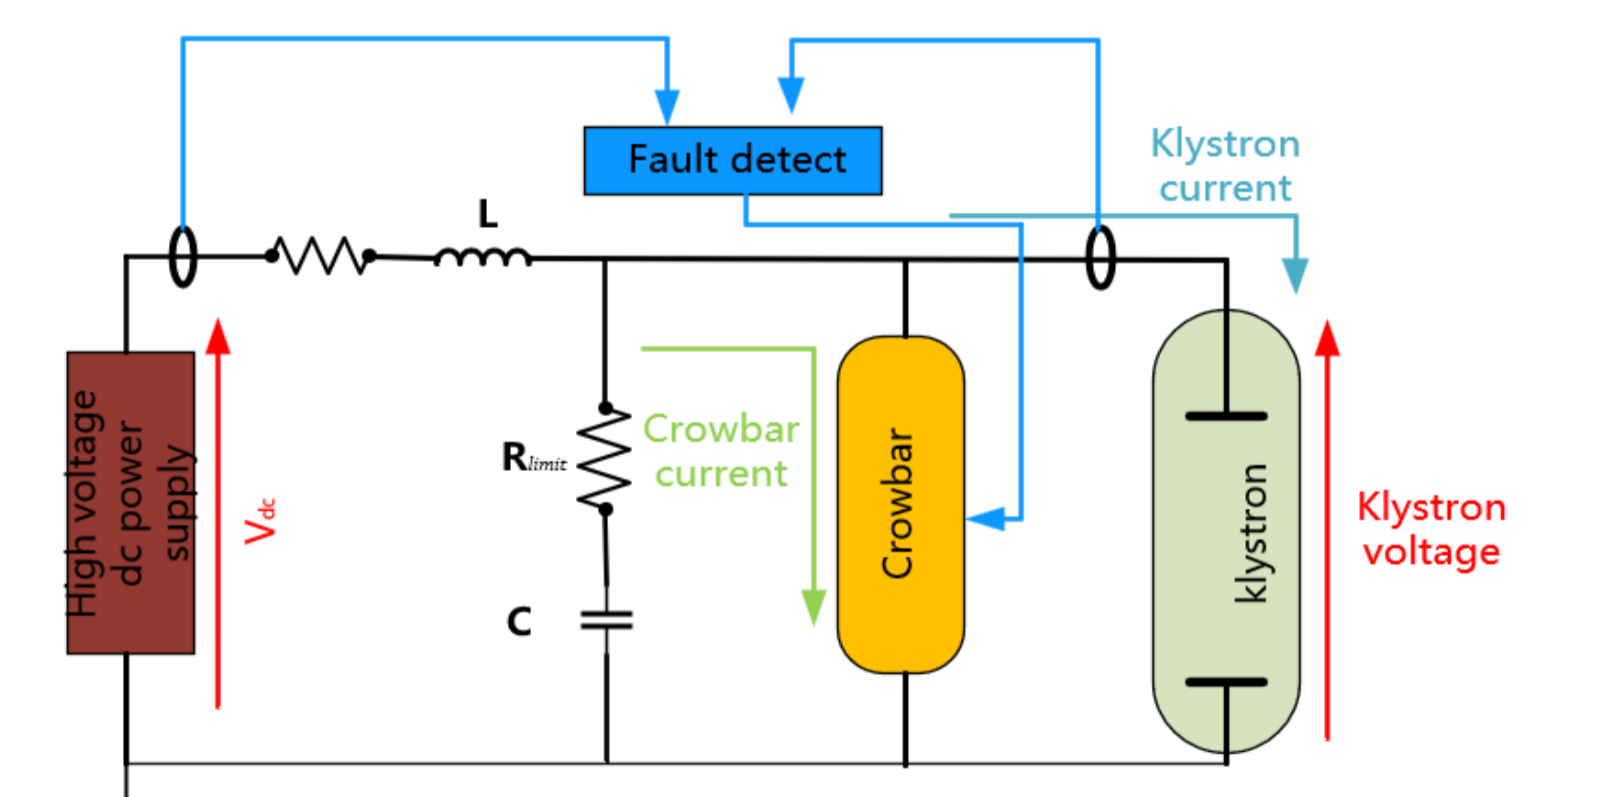 Fault detect
Klystron
current
L
High voltage
dc power
supply
Vdc
Rlimit
Crowbar
current
C
Crowbar
klystron
Klystron
voltage